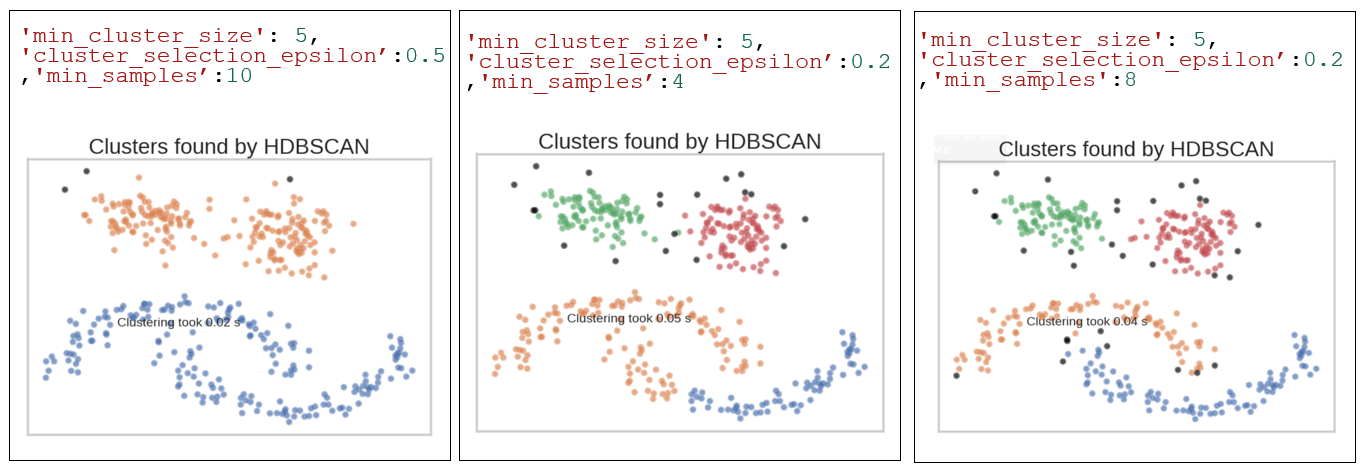 'min_cluster_size': 5,
'cluster_selection_epsilon’:0.5
,'min_samples’:10
Clusters found by HDBSCAN
Clustering took 0.02 s
'min_cluster_size': 5,
'cluster_selection_epsilon’:0.2
,'min_samples’:4
Clusters found by HDBSCAN
Clustering took 0.05 s
'min_cluster_size': 5,
'cluster_selection_epsilon’:0.2
,'min_samples':8
Clusters found by HDBSCAN
Clustering took 0.04 s